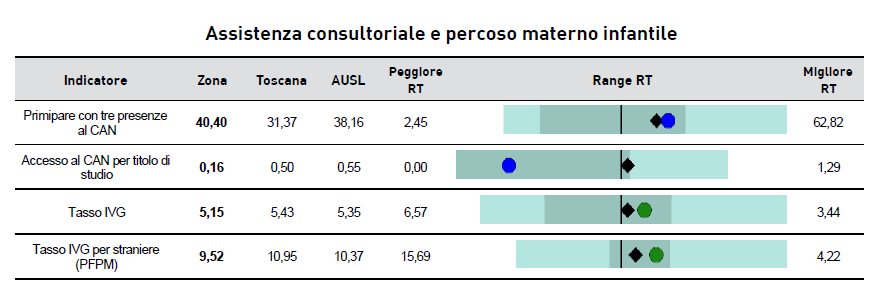 Assistenza consultoriale e percoso materno infantile
Indicatore Zona Toscana AUSL Peggiore RT Range RT Migliore RT
Primipare con tre presenze al CAN 40,40 31,37 38,16 2,45 62,82
Accesso al CAN per titolo di studio 0,16 0,50 0,55 0,00 1,29
Tasso IVG 5,15 5,43 5,35 6,57 3,44
Tasso IVG per straniere (PFPM) 9,52 10,95 10,37 15,69 4,22